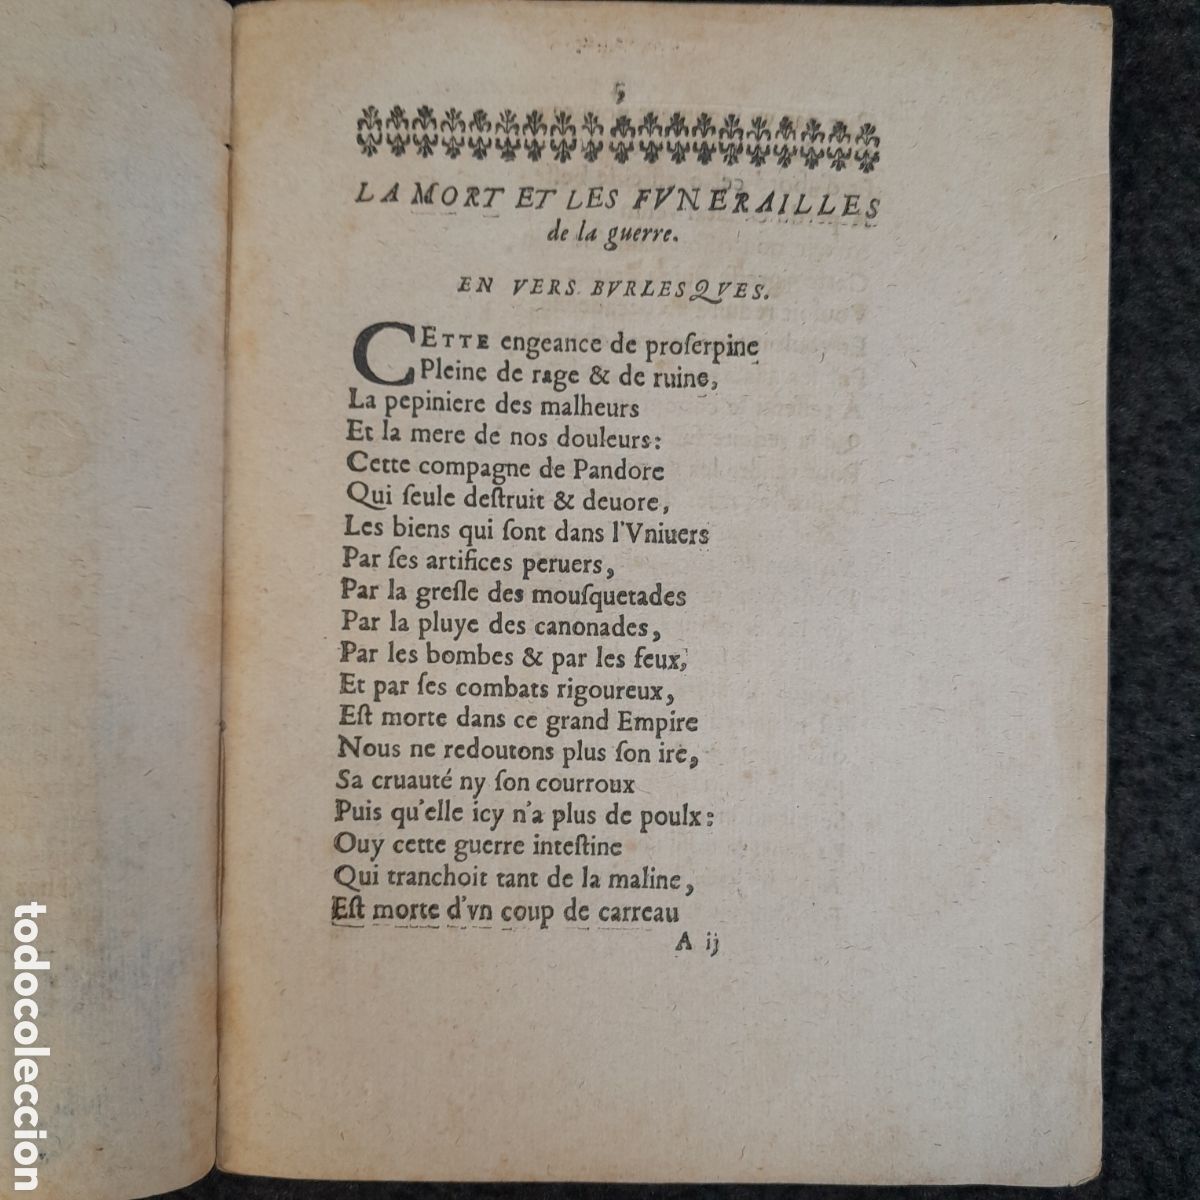 LA MORT ET LES FVNERAILLES
de la guerre.
EN VERS BVRLESQVES.
CETTE engeance de proſerpine
Pleine de rage & de ruine,
La pepiniere des malheurs
Et la mere de nos douleurs:
Cette compagne de Pandore
Qui ſeule deſtruit & deuore,
Les biens qui ſont dans l'Vniuers
Par ſes artifices peruers,
Par la greſle des mouſquetades
Par la pluye des canonades,
Par les bombes & par les feux,
Et par ſes combats rigoureux,
Eſt morte dans ce grand Empire
Nous ne redoutons plus ſon ire,
Sa cruauté ny ſon courroux
Puis qu'elle icy n'a plus de poulx:
Ouy cette guerre inteſtine
Qui tranchoit tant de la maline,
Eſt morte d'vn coup de carreau
A ij
todocoleccion